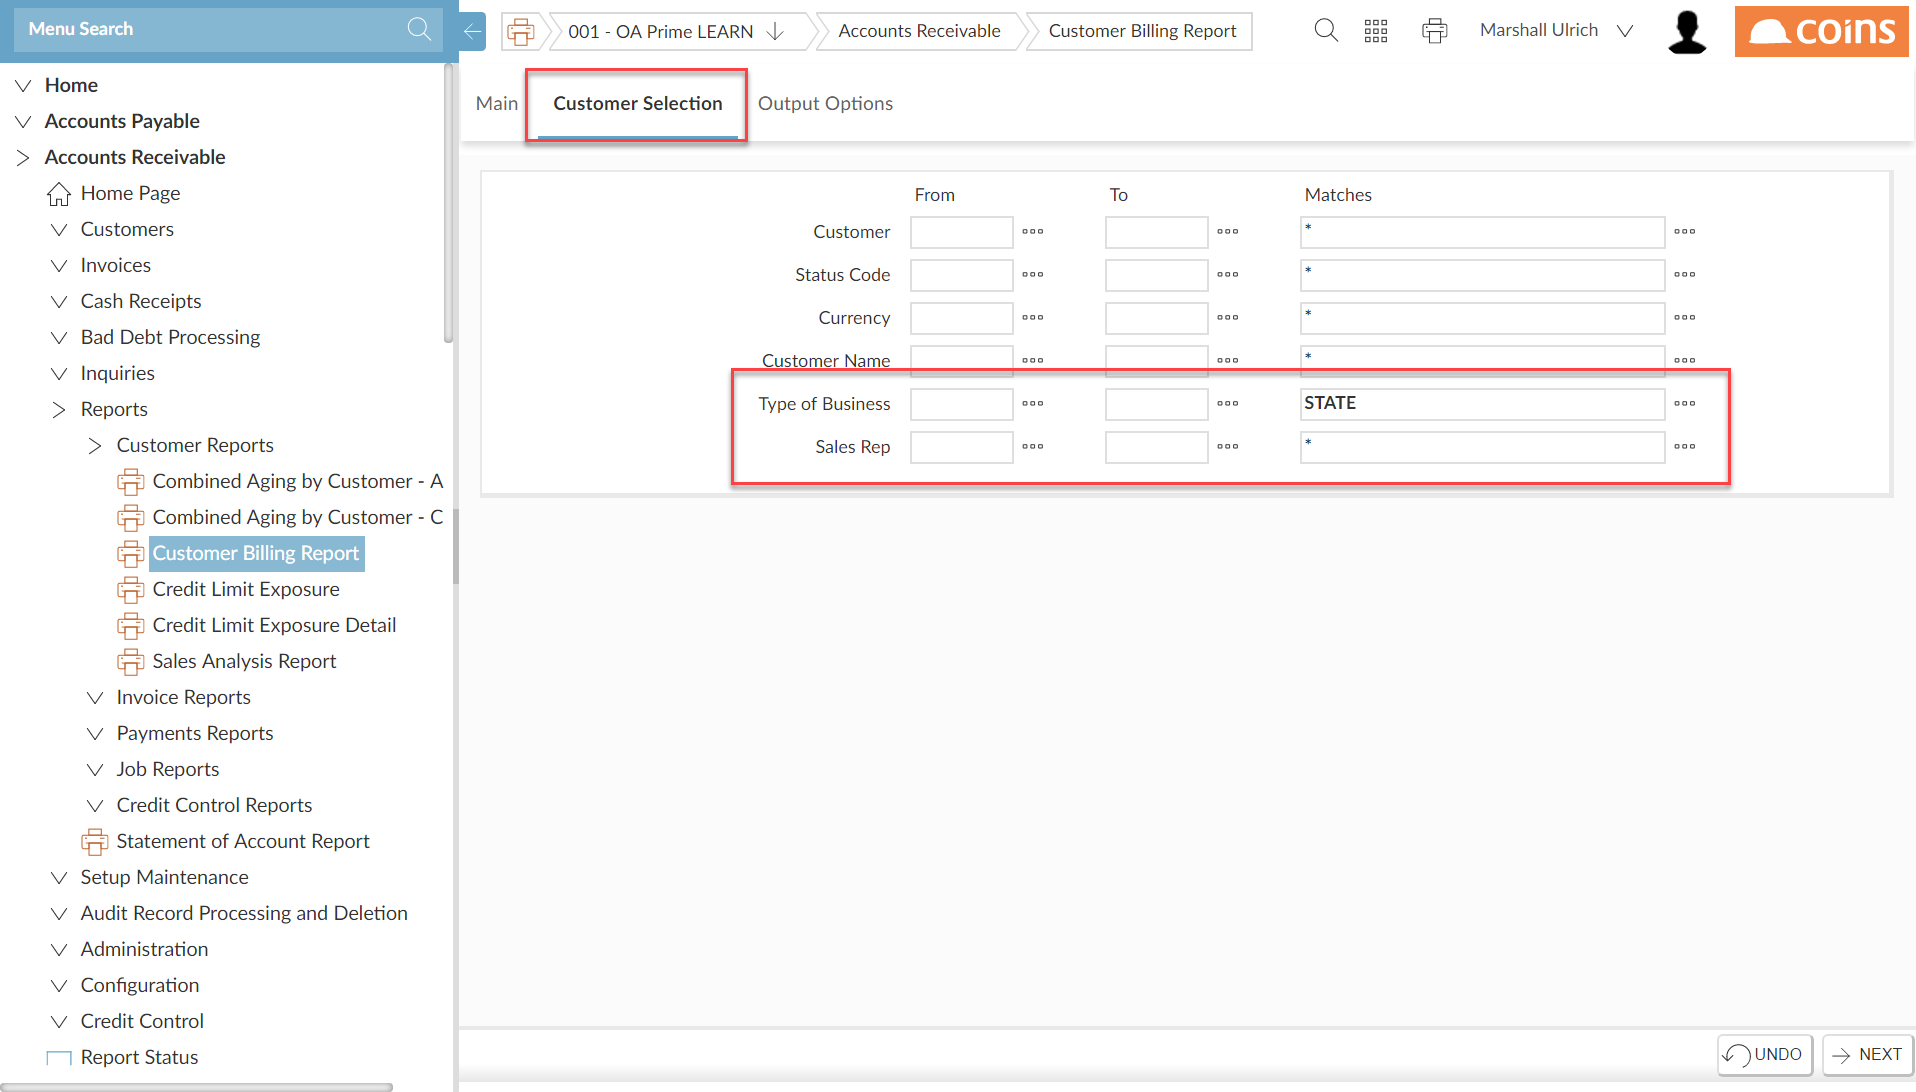 Menu Search
001 - OA Prime LEARN
Accounts Receivable
Customer Billing Report
Marshall Ulrich
coins
Home
Accounts Payable
Accounts Receivable
Home Page
Customers
Invoices
Cash Receipts
Bad Debt Processing
Inquiries
Reports
Customer Reports
Combined Aging by Customer - A
Combined Aging by Customer - C
Customer Billing Report
Credit Limit Exposure
Credit Limit Exposure Detail
Sales Analysis Report
Invoice Reports
Payments Reports
Job Reports
Credit Control Reports
Statement of Account Report
Setup Maintenance
Audit Record Processing and Deletion
Administration
Configuration
Credit Control
Report Status
Main
Customer Selection
Output Options
From To Matches
Customer *
Status Code *
Currency *
Customer Name *
Type of Business STATE
Sales Rep *
UNDO
NEXT